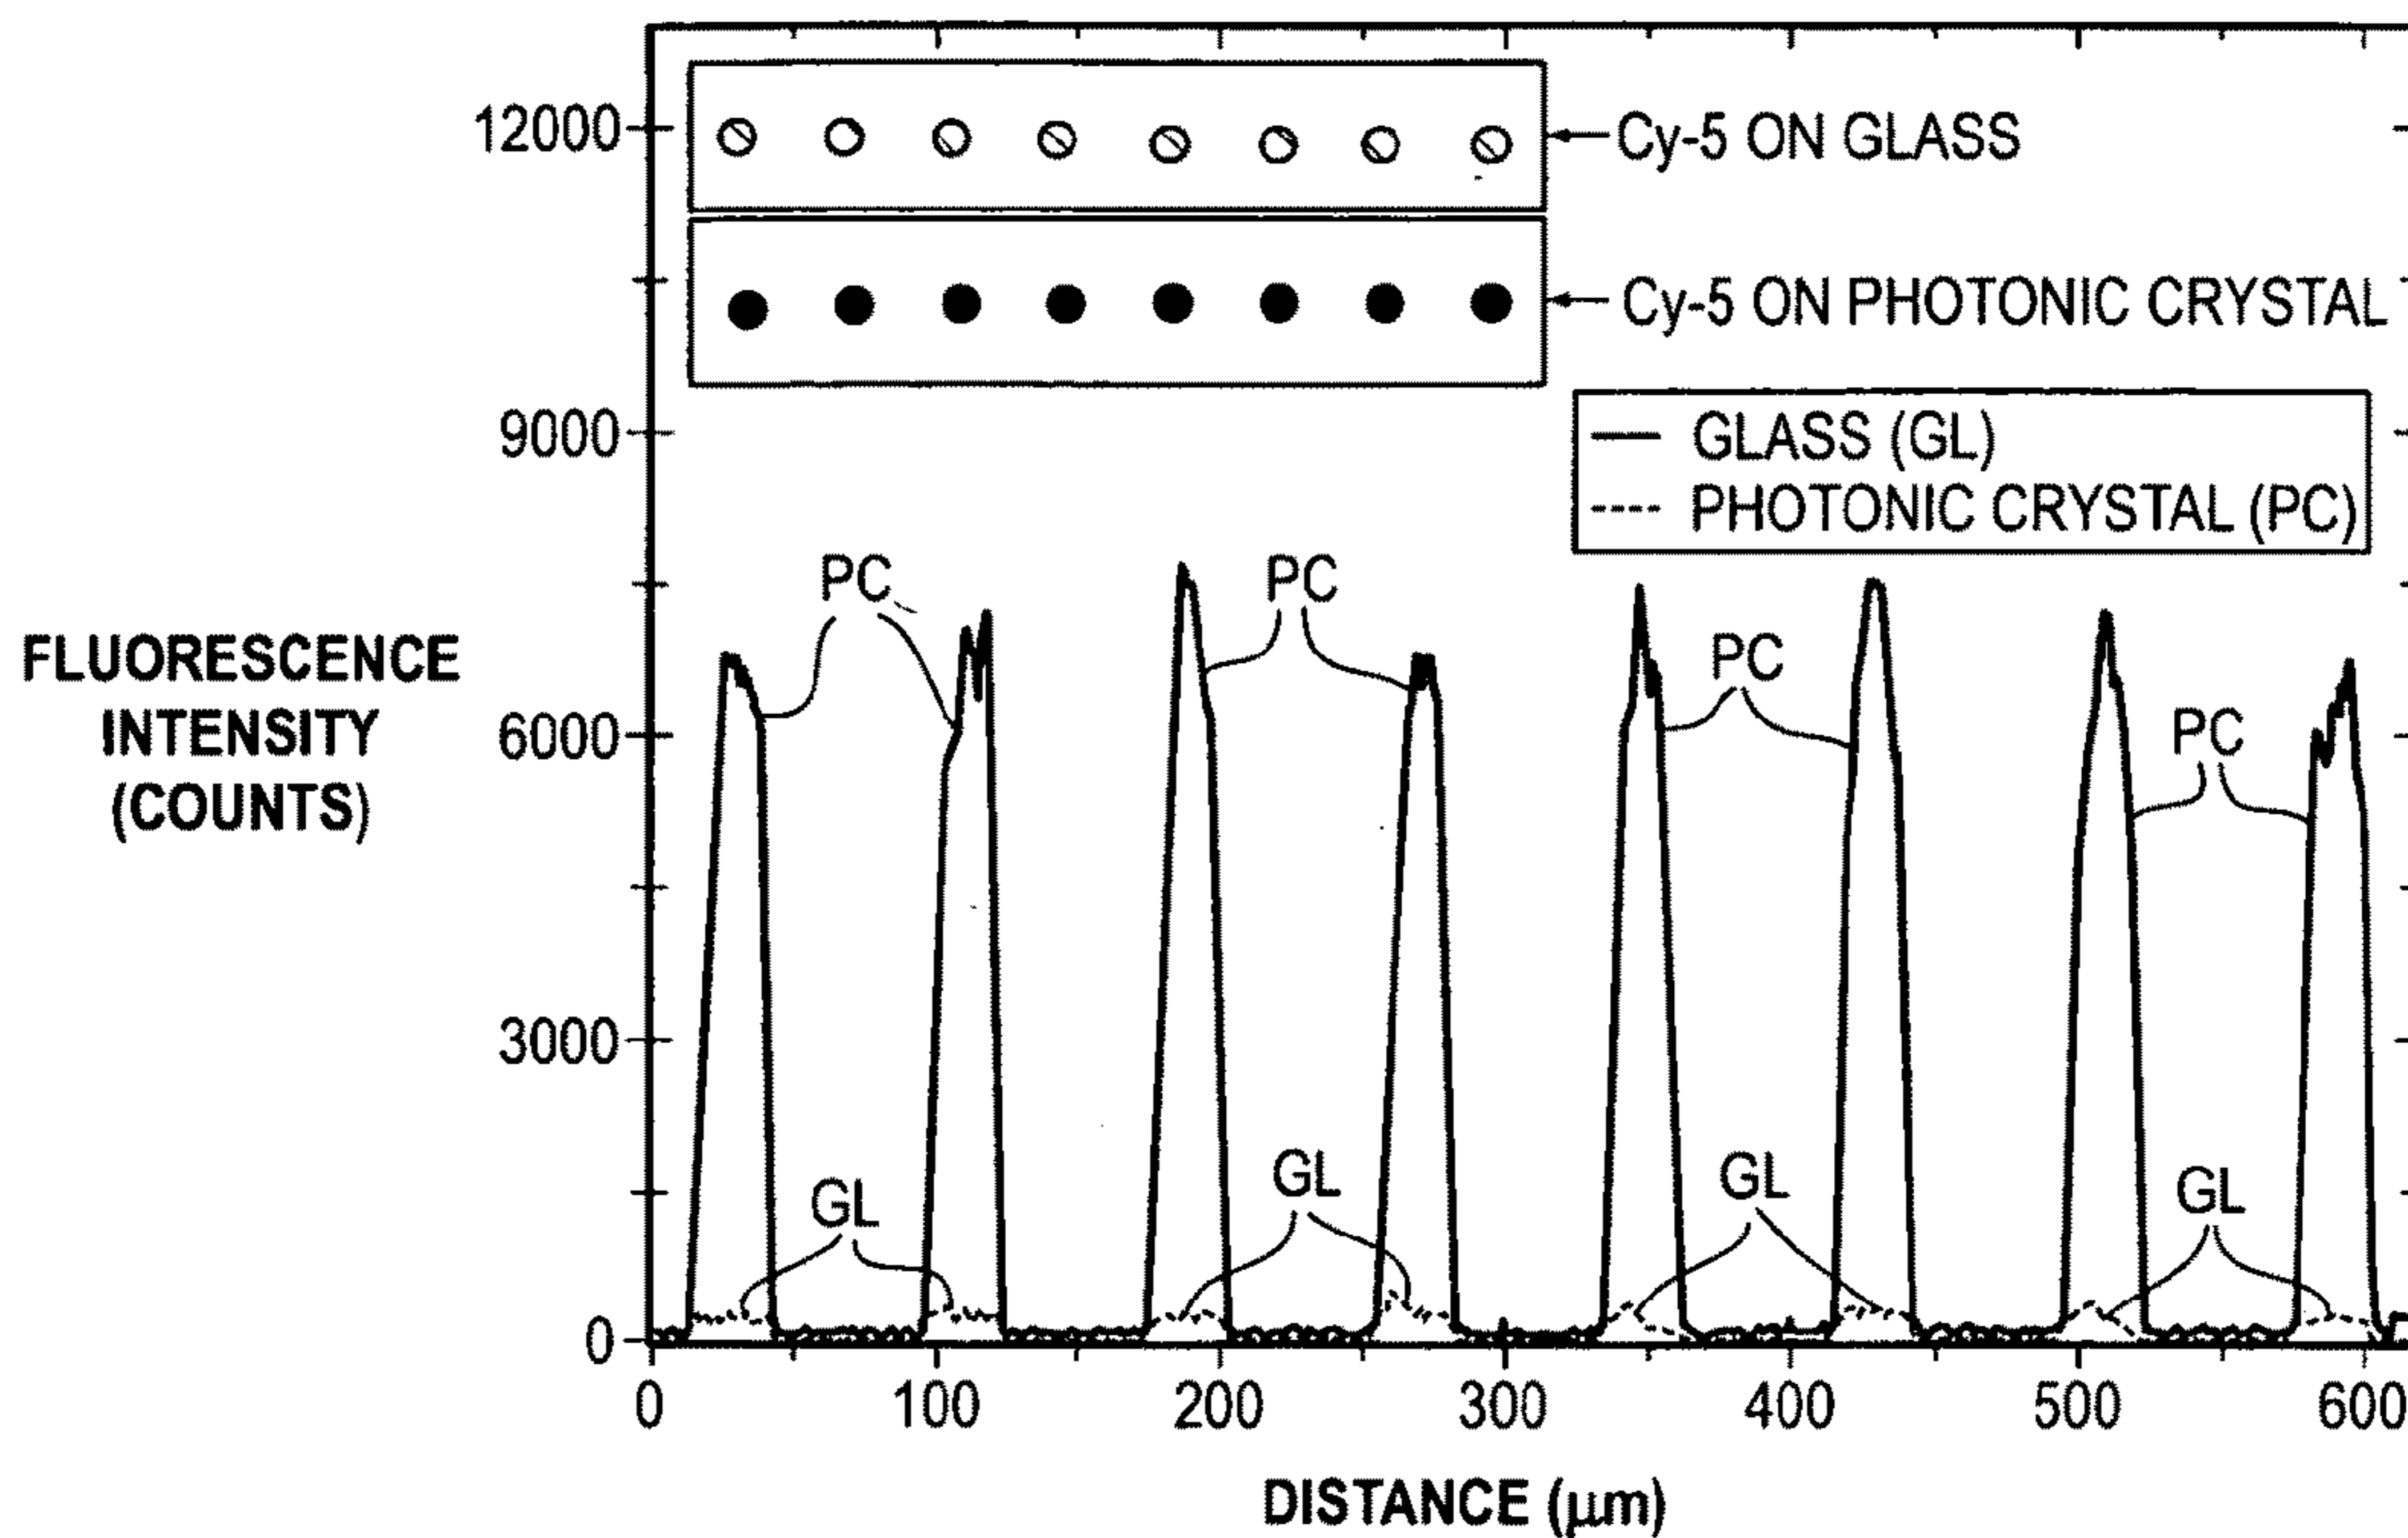 12000
9000
6000
3000
0
FLUORESCENCE
INTENSITY
(COUNTS)
Cy-5 ON GLASS
Cy-5 ON PHOTONIC CRYSTAL
GLASS (GL)
PHOTONIC CRYSTAL (PC)
PC
PC
PC
PC
GL
GL
GL
GL
0 100 200 300 400 500 600
DISTANCE (μm)